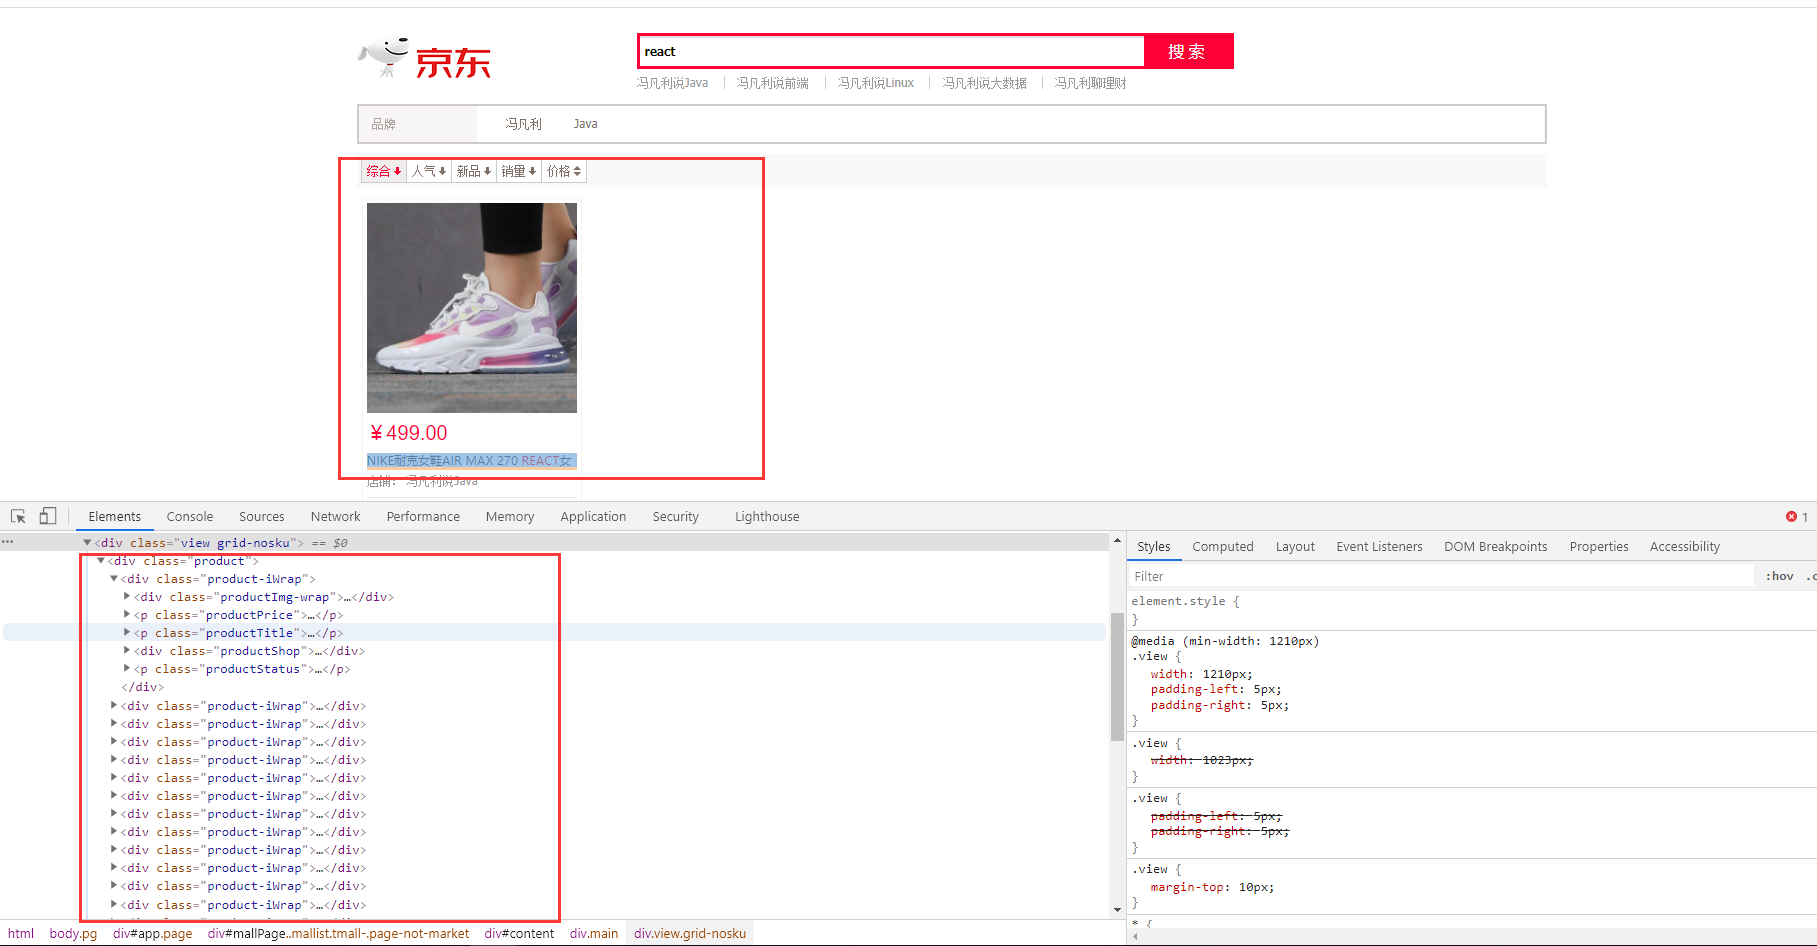 京东
react
搜 索
冯凡利说Java 冯凡利说前端 冯凡利说Linux 冯凡利说大数据 冯凡利聊理财
品牌 冯凡利 Java
综合 人气 新品 销量 价格
¥499.00
NIKE耐克女鞋AIR MAX 270 REACT女
店铺：冯凡利说Java
Elements Console Sources Network Performance Memory Application Security Lighthouse 1
… <div class="view grid-nosku"> == $0
<div class="product">
<div class="product-iWrap">
<div class="productImg-wrap">…</div>
<p class="productPrice">…</p>
<p class="productTitle">…</p>
<div class="productShop">…</div>
<p class="productStatus">…</p>
</div>
<div class="product-iWrap">…</div>
<div class="product-iWrap">…</div>
<div class="product-iWrap">…</div>
<div class="product-iWrap">…</div>
<div class="product-iWrap">…</div>
<div class="product-iWrap">…</div>
<div class="product-iWrap">…</div>
<div class="product-iWrap">…</div>
<div class="product-iWrap">…</div>
<div class="product-iWrap">…</div>
<div class="product-iWrap">…</div>
<div class="product-iWrap">…</div>
html body.pg div#app.page div#mallPage..mallist.tmall-.page-not-market div#content div.main div.view.grid-nosku
Styles Computed Layout Event Listeners DOM Breakpoints Properties Accessibility
Filter :hov .c
element.style {
}
@media (min-width: 1210px)
.view {
width: 1210px;
padding-left: 5px;
padding-right: 5px;
}
.view {
width: 1023px;
}
.view {
padding-left: 5px;
padding-right: 5px;
}
.view {
margin-top: 10px;
}
* {